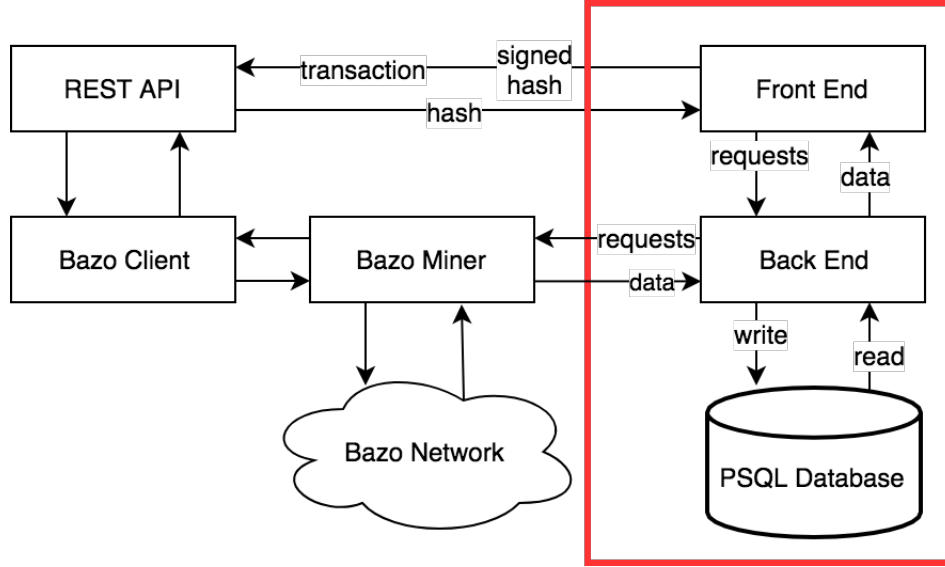 signed
hash
transaction
REST API
Front End
hash
requests
data
Bazo Client
Bazo Miner
requests
data
Back End
write
read
Bazo Network
PSQL Database